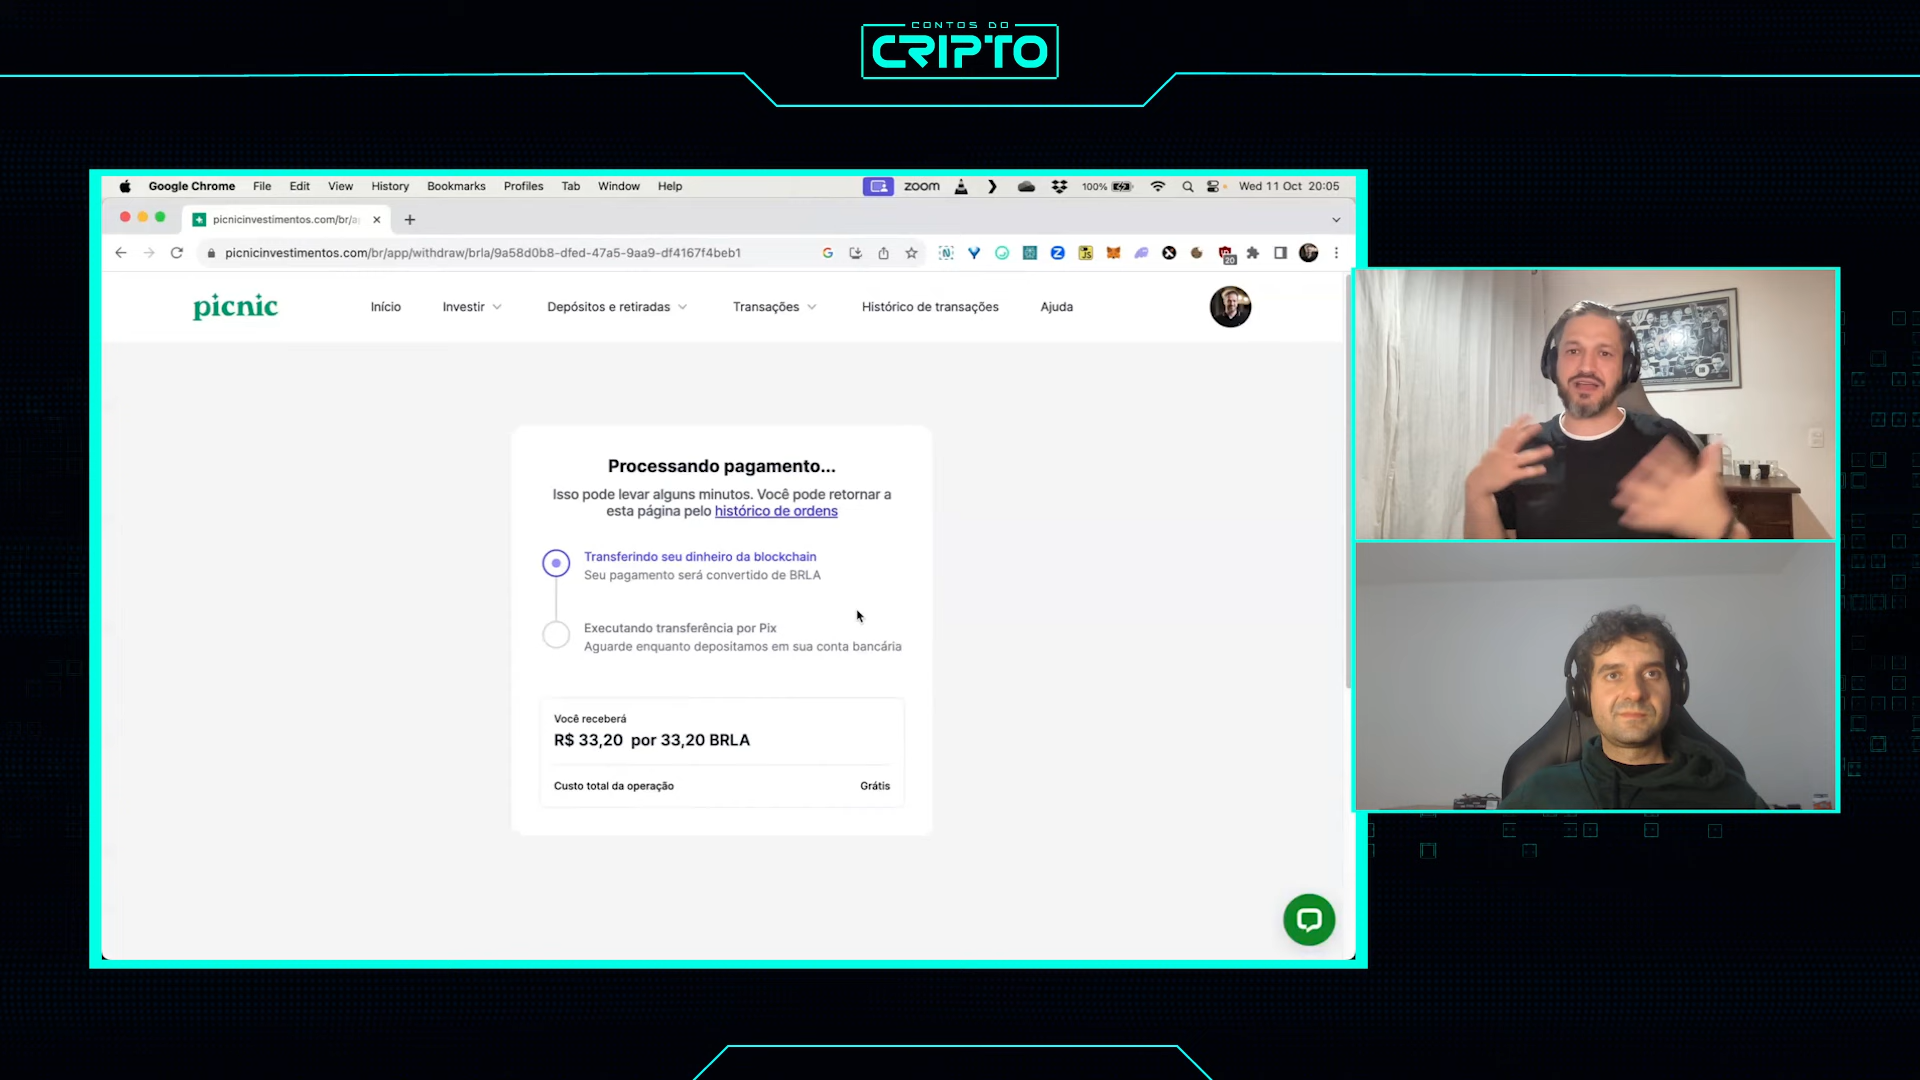 CONTOS DO
CRIPTO
Google Chrome File Edit View History Bookmarks Profiles Tab Window Help
zoom 100% Wed 11 Oct 20:05
picnicinvestimentos.com/br/a
picnicinvestimentos.com/br/app/withdraw/brla/9a58d0b8-dfed-47a5-9aa9-df4167f4beb1
20
picnic Início Investir Depósitos e retiradas Transações Histórico de transações Ajuda
Processando pagamento...
Isso pode levar alguns minutos. Você pode retornar a
esta página pelo histórico de ordens
Transferindo seu dinheiro da blockchain
Seu pagamento será convertido de BRLA
Executando transferência por Pix
Aguarde enquanto depositamos em sua conta bancária
Você receberá
R$ 33,20 por 33,20 BRLA
Custo total da operação Grátis